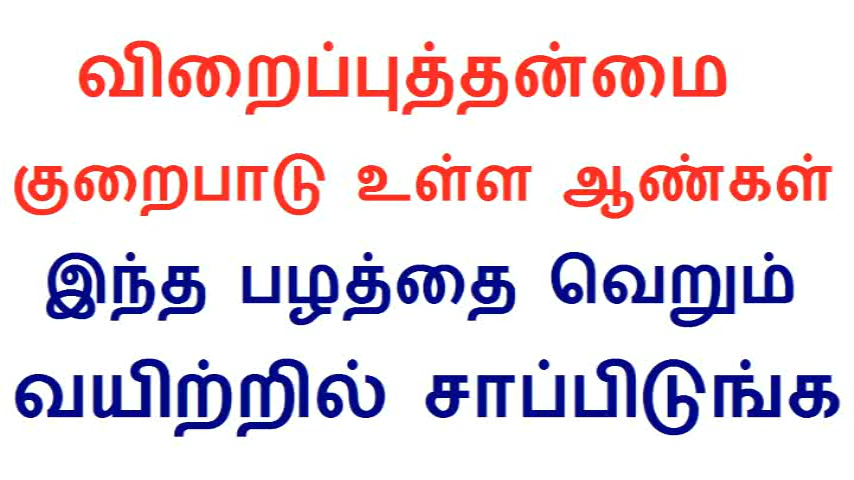 விறைப்புத்தன்மை
குறைபாடு உள்ள ஆண்கள்
இந்த பழத்தை வெறும்
வயிற்றில் சாப்பிடுங்க